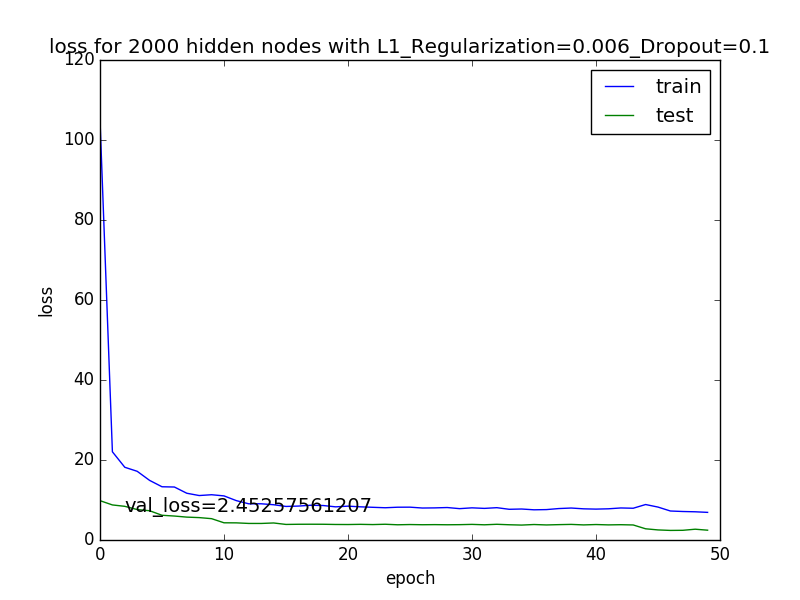 loss for 2000 hidden nodes with L1_Regularization=0.006_Dropout=0.1
120
100
80
60
40
20
0
loss
train
test
val_loss=2.45257561207
0 10 20 30 40 50
epoch